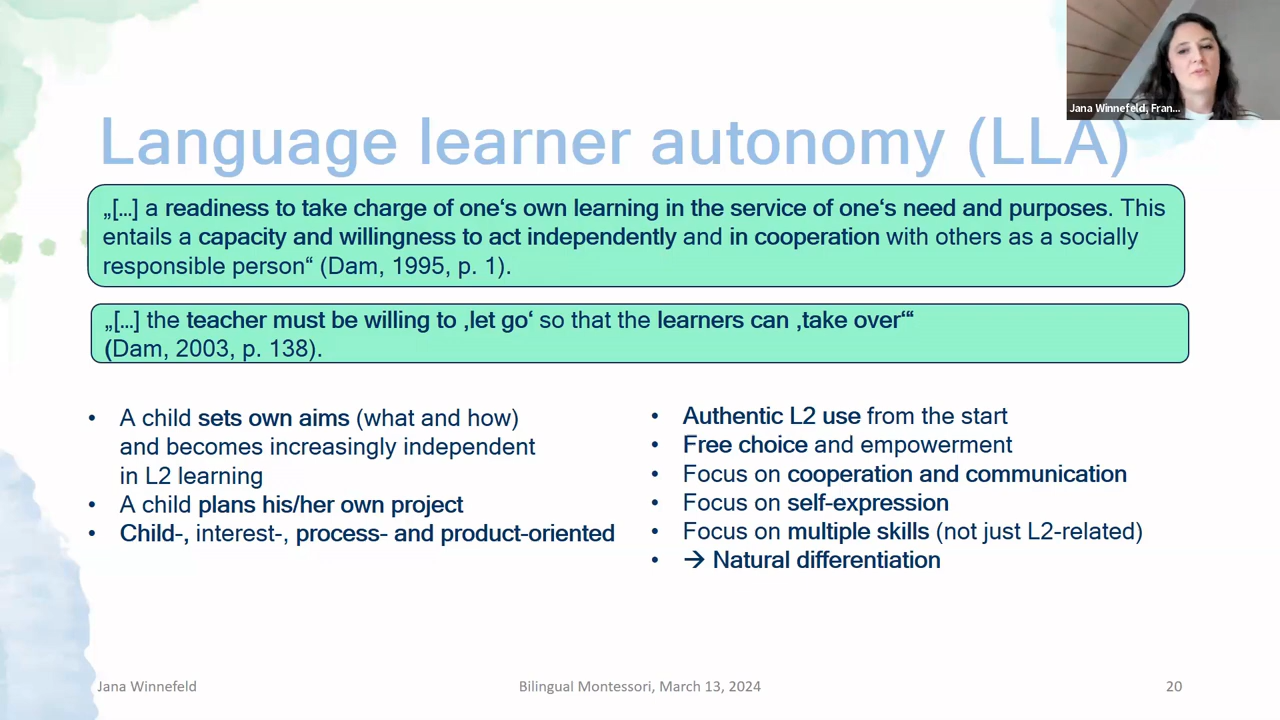 Jana Winnefeld, Fran...
Language learner autonomy (LLA)
„[...] a readiness to take charge of one‘s own learning in the service of one‘s need and purposes. This
entails a capacity and willingness to act independently and in cooperation with others as a socially
responsible person“ (Dam, 1995, p. 1).
„[...] the teacher must be willing to ‚let go‘ so that the learners can ‚take over‘“
(Dam, 2003, p. 138).
• A child sets own aims (what and how)
and becomes increasingly independent
in L2 learning
• A child plans his/her own project
• Child-, interest-, process- and product-oriented
• Authentic L2 use from the start
• Free choice and empowerment
• Focus on cooperation and communication
• Focus on self-expression
• Focus on multiple skills (not just L2-related)
• → Natural differentiation
Jana Winnefeld
Bilingual Montessori, March 13, 2024
20